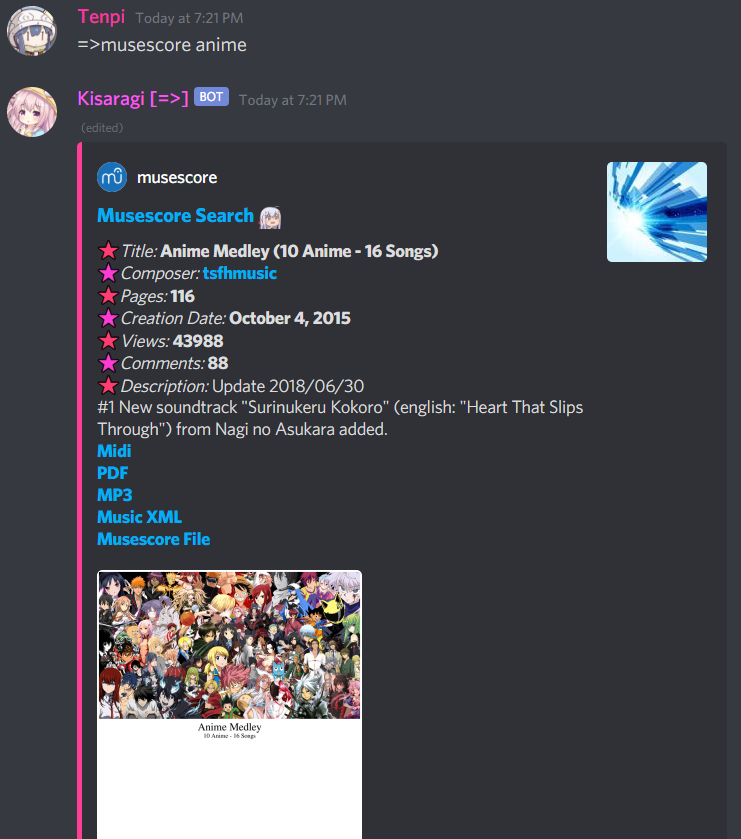 Tenpi Today at 7:21 PM
=>musescore anime
Kisaragi [=>] BOT Today at 7:21 PM
(edited)
musescore
Musescore Search
Title: Anime Medley (10 Anime - 16 Songs)
Composer: tsfhmusic
Pages: 116
Creation Date: October 4, 2015
Views: 43988
Comments: 88
Description: Update 2018/06/30
#1 New soundtrack "Surinukeru Kokoro" (english: "Heart That Slips
Through") from Nagi no Asukara added.
Midi
PDF
MP3
Music XML
Musescore File
Anime Medley
10 Anime - 16 Songs